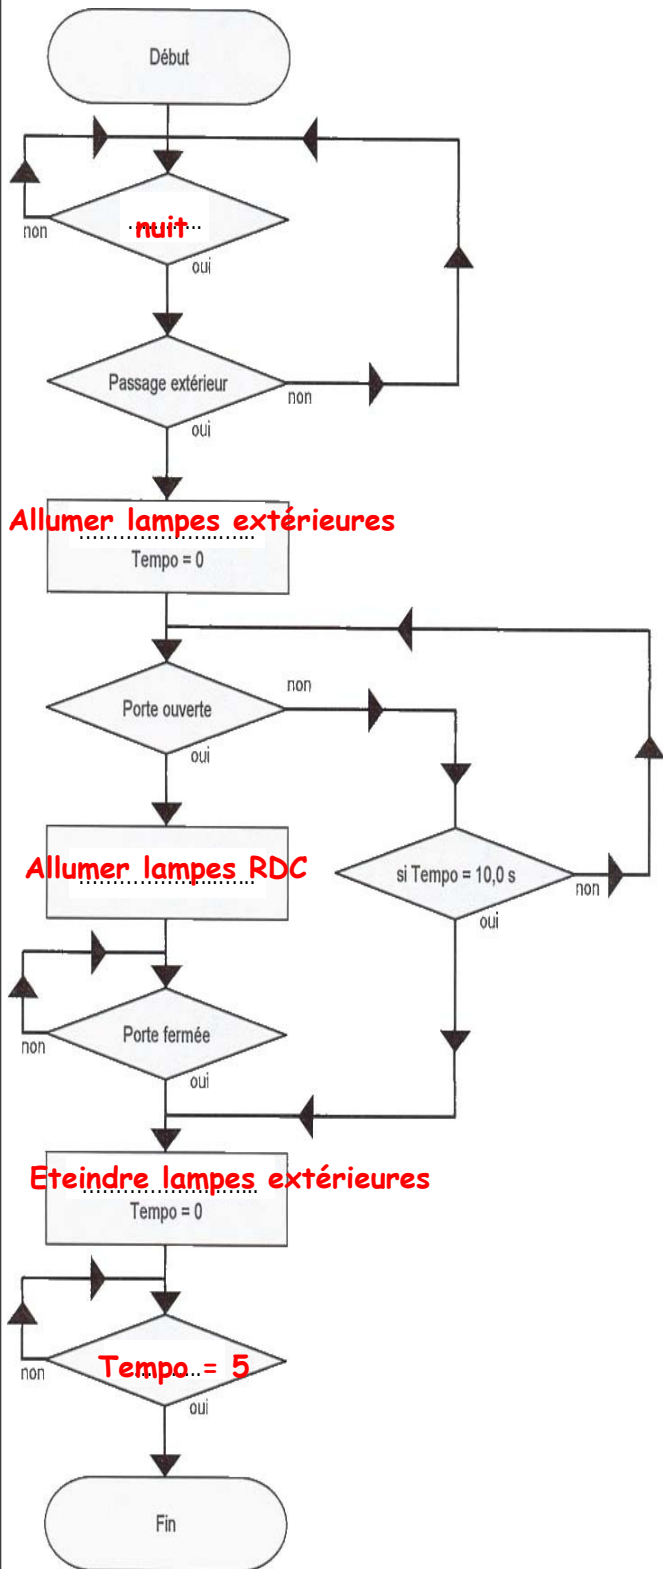 Début
nuit
non
oui
Passage extérieur
non
oui
Allumer lampes extérieures
........................
Tempo = 0
Porte ouverte
non
oui
Allumer lampes RDC
........................
si Tempo = 10,0 s
non
oui
Porte fermée
non
oui
Eteindre lampes extérieures
........................
Tempo = 0
Tempo = 5
non
oui
Fin